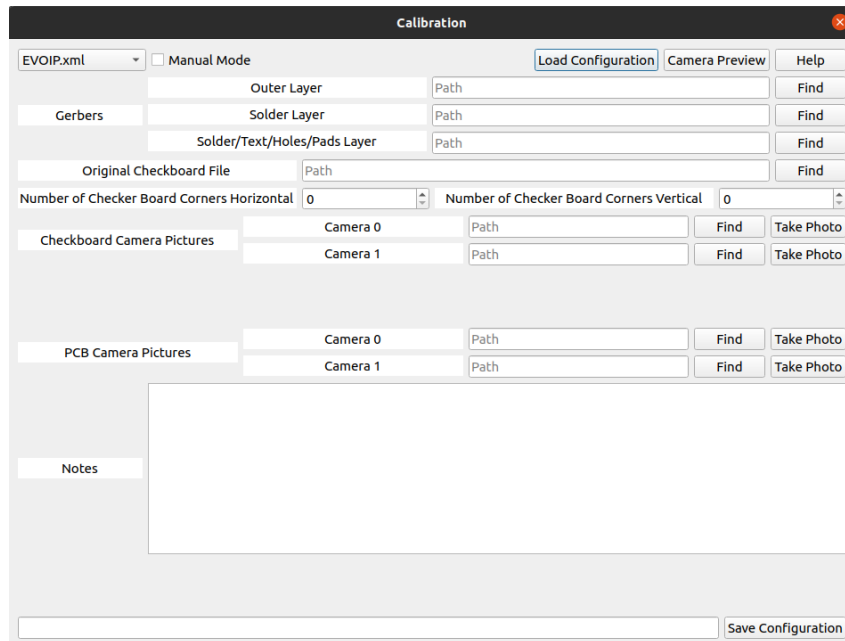 Calibration
EVOIP.xml Manual Mode Load Configuration Camera Preview Help
Outer Layer Path Find
Gerbers Solder Layer Path Find
Solder/Text/Holes/Pads Layer Path Find
Original Checkboard File Path Find
Number of Checker Board Corners Horizontal 0 Number of Checker Board Corners Vertical 0
Checkboard Camera Pictures
Camera 0 Path Find Take Photo
Camera 1 Path Find Take Photo
PCB Camera Pictures
Camera 0 Path Find Take Photo
Camera 1 Path Find Take Photo
Notes
Save Configuration